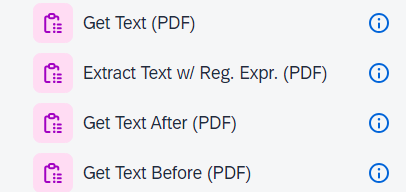 Get Text (PDF)
Extract Text w/ Reg. Expr. (PDF)
Get Text After (PDF)
Get Text Before (PDF)